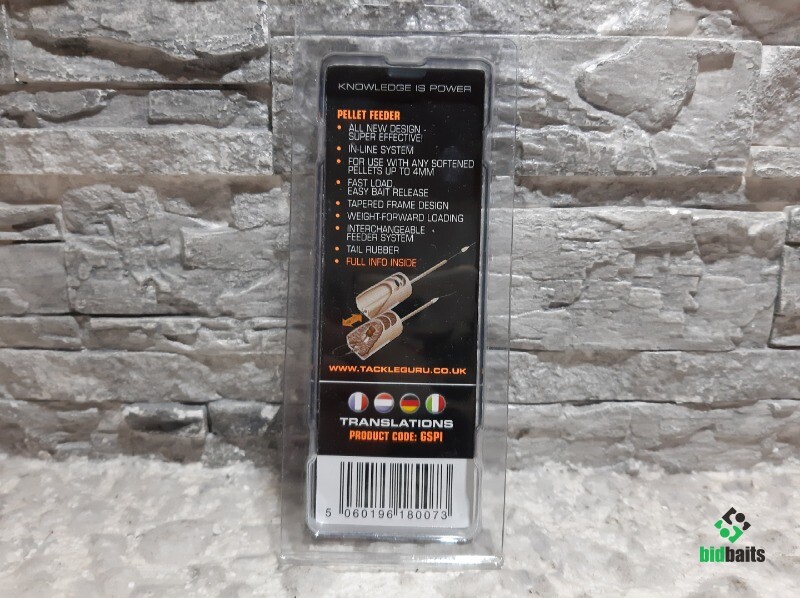 KNOWLEDGE IS POWER
PELLET FEEDER
• ALL NEW DESIGN -
SUPER EFFECTIVE!
• IN-LINE SYSTEM
• FOR USE WITH ANY SOFTENED
PELLETS UP TO 4MM
• FAST LOAD
EASY BAIT RELEASE
• TAPERED FRAME DESIGN
• WEIGHT-FORWARD LOADING
• INTERCHANGEABLE
FEEDER SYSTEM
• TAIL RUBBER
• FULL INFO INSIDE
WWW.TACKLEGURU.CO.UK
TRANSLATIONS
PRODUCT CODE: GSPI
5 060196 180073
bidbaits